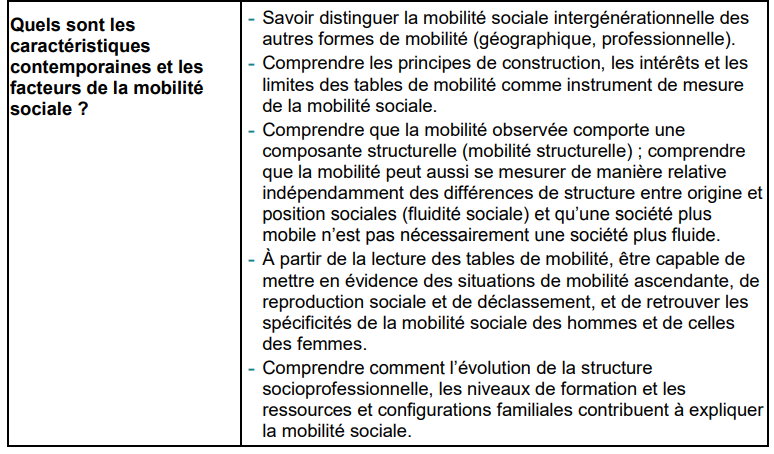 Quels sont les
caractéristiques
contemporaines et les
facteurs de la mobilité
sociale ?
- Savoir distinguer la mobilité sociale intergénérationnelle des
autres formes de mobilité (géographique, professionnelle).
- Comprendre les principes de construction, les intérêts et les
limites des tables de mobilité comme instrument de mesure
de la mobilité sociale.
- Comprendre que la mobilité observée comporte une
composante structurelle (mobilité structurelle) ; comprendre
que la mobilité peut aussi se mesurer de manière relative
indépendamment des différences de structure entre origine et
position sociales (fluidité sociale) et qu’une société plus
mobile n’est pas nécessairement une société plus fluide.
- À partir de la lecture des tables de mobilité, être capable de
mettre en évidence des situations de mobilité ascendante, de
reproduction sociale et de déclassement, et de retrouver les
spécificités de la mobilité sociale des hommes et de celles
des femmes.
- Comprendre comment l’évolution de la structure
socioprofessionnelle, les niveaux de formation et les
ressources et configurations familiales contribuent à expliquer
la mobilité sociale.